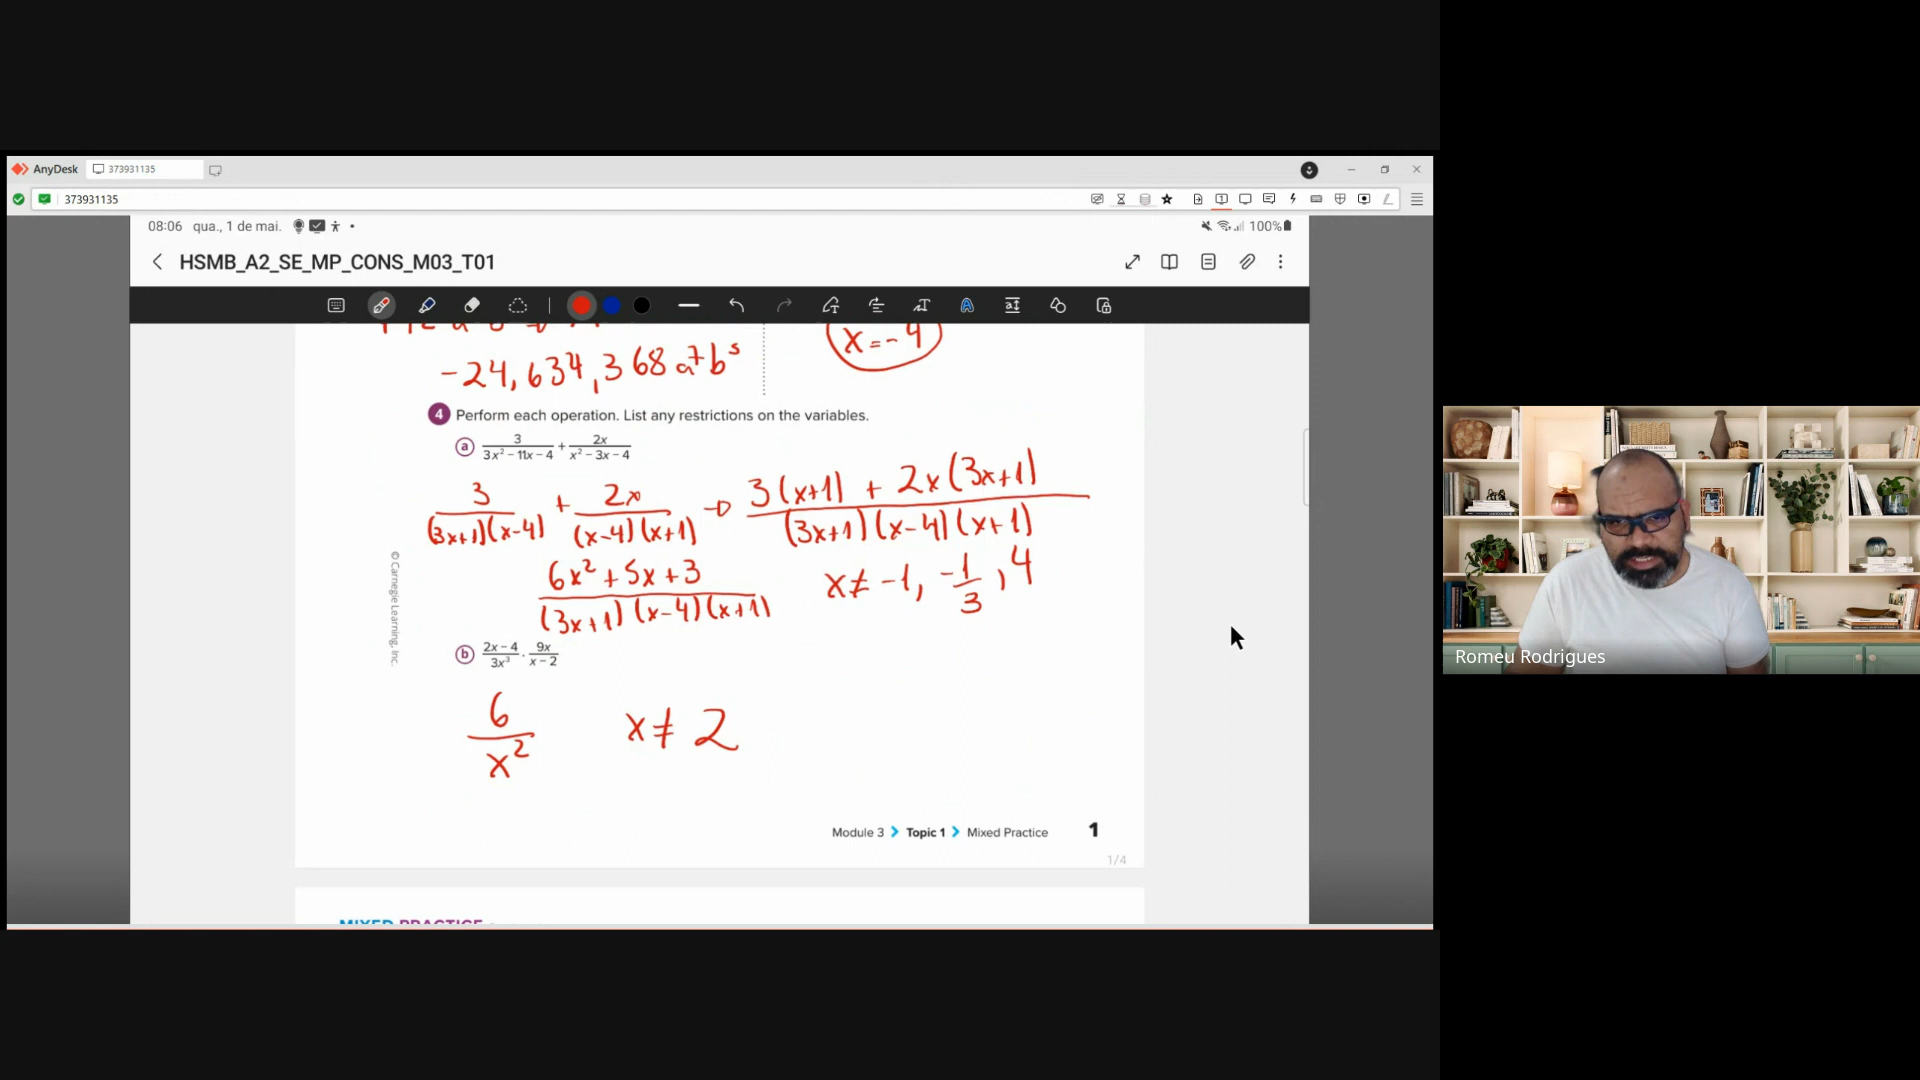 AnyDesk 373931135
373931135
08:06 qua., 1 de mai. 100%
HSMB_A2_SE_MP_CONS_M03_T01
-24,634,368 a⁷b⁵
x = -4
4 Perform each operation. List any restrictions on the variables.
a 3/(3x² - 11x - 4) + 2x/(x² - 3x - 4)
3/((3x+1)(x-4)) + 2x/((x-4)(x+1)) → (3(x+1) + 2x(3x+1))/((3x+1)(x-4)(x+1))
(6x² + 5x + 3)/((3x+1)(x-4)(x+1)) x ≠ -1, -1/3, 4
© Carnegie Learning, Inc.
b (2x - 4)/(3x³) · 9x/(x - 2)
6/x² x ≠ 2
Module 3 > Topic 1 > Mixed Practice 1
1/4
MIXED PRACTICE
Romeu Rodrigues